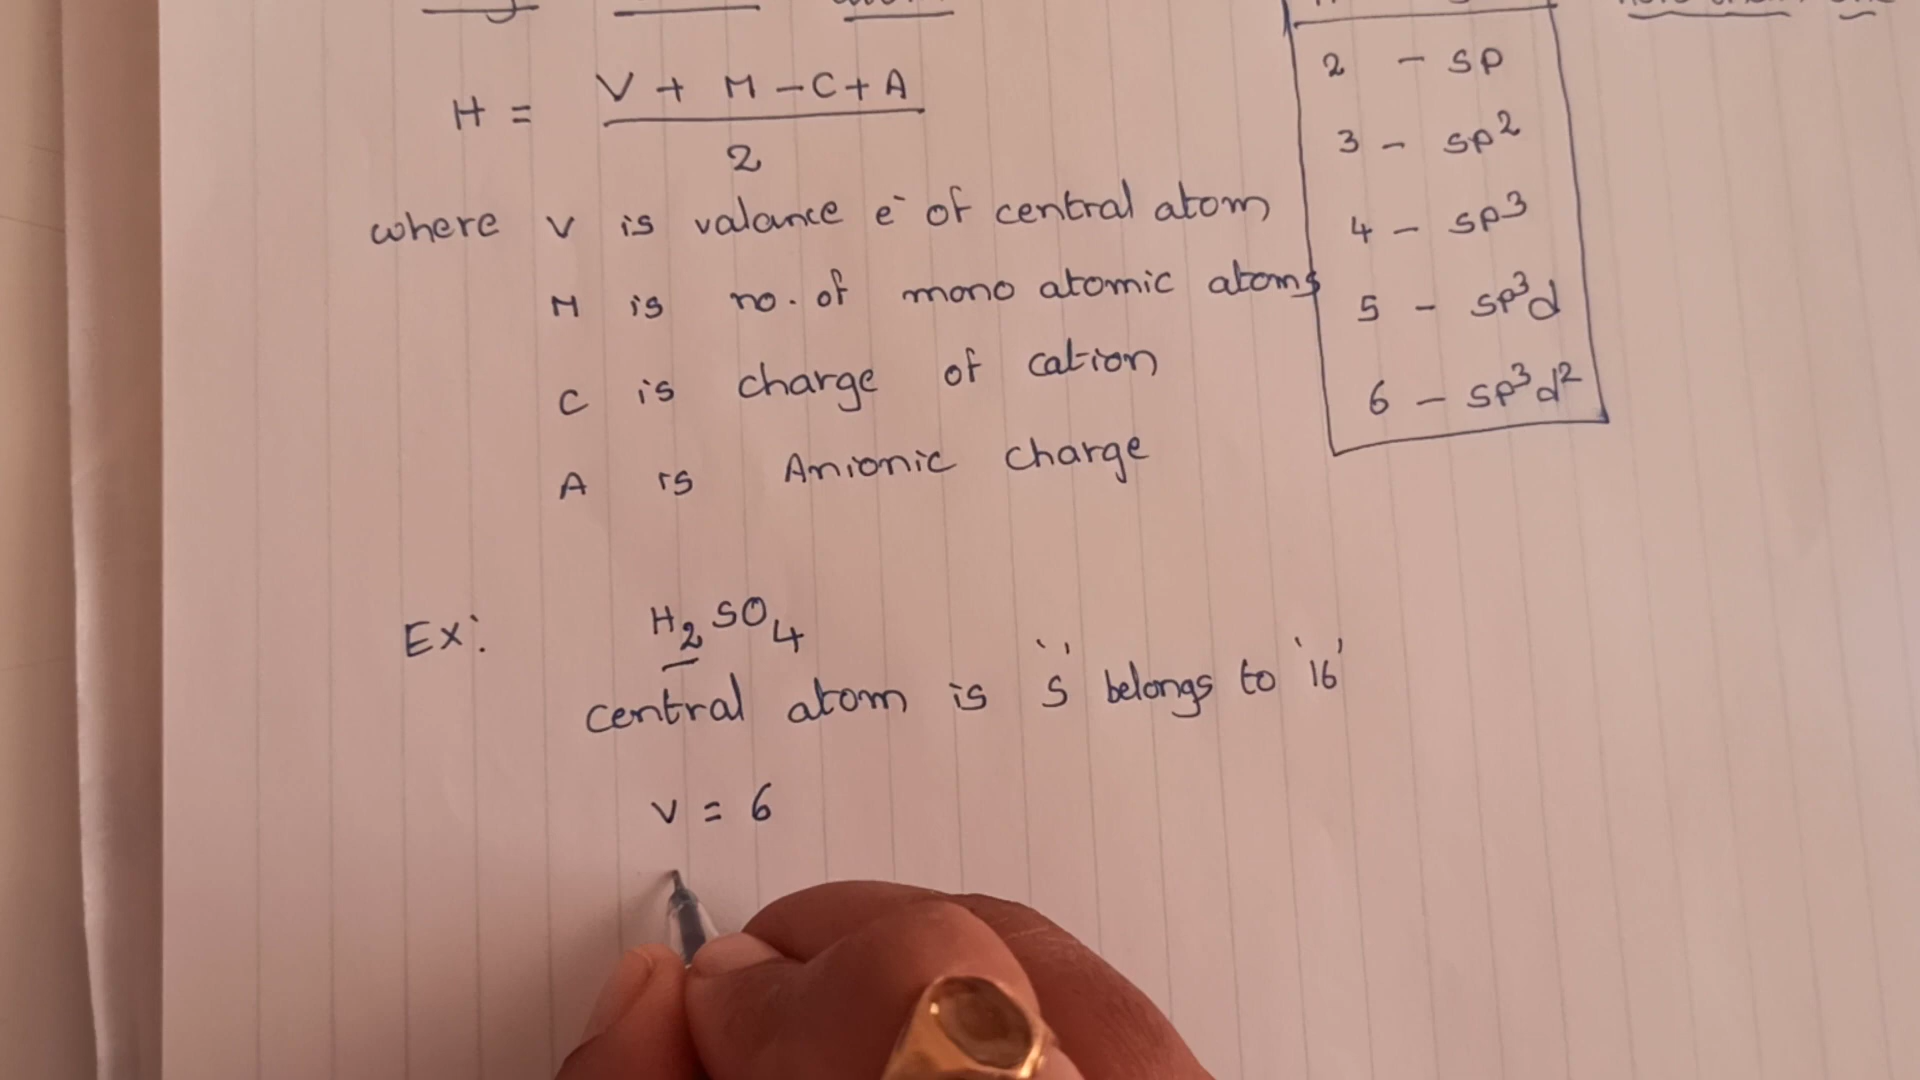 H = V + M - C + A / 2
where V is valance e⁻ of central atom
M is no. of mono atomic atoms
C is charge of cation
A is Anionic charge
2 - sp
3 - sp²
4 - sp³
5 - sp³d
6 - sp³d²
Ex: H₂SO₄
central atom is 'S' belongs to '16'
V = 6